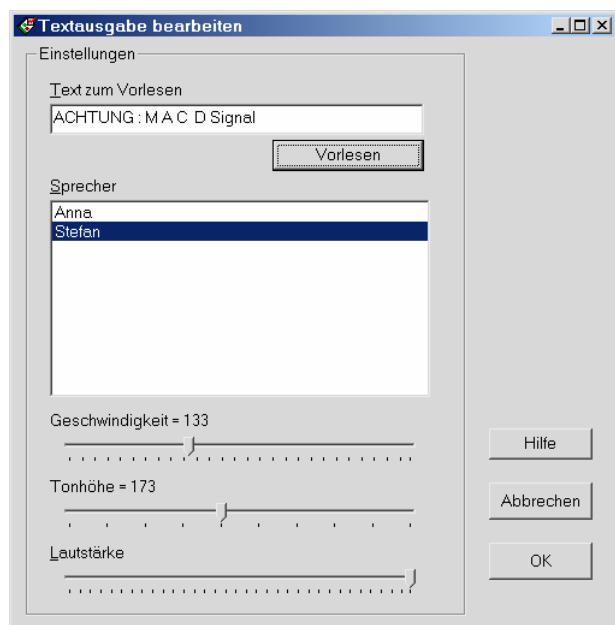 Textausgabe bearbeiten
Einstellungen
Text zum Vorlesen
ACHTUNG : M A C D Signal
Vorlesen
Sprecher
Anna
Stefan
Geschwindigkeit = 133
Tonhöhe = 173
Lautstärke
Hilfe
Abbrechen
OK